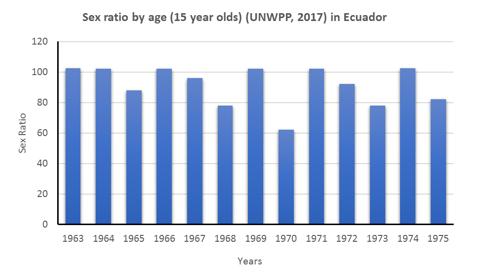 Sex ratio by age (15 year olds) (UNWPP, 2017) in Ecuador
120
100
80
60
40
20
0
Sex Ratio
1963 1964 1965 1966 1967 1968 1969 1970 1971 1972 1973 1974 1975
Years